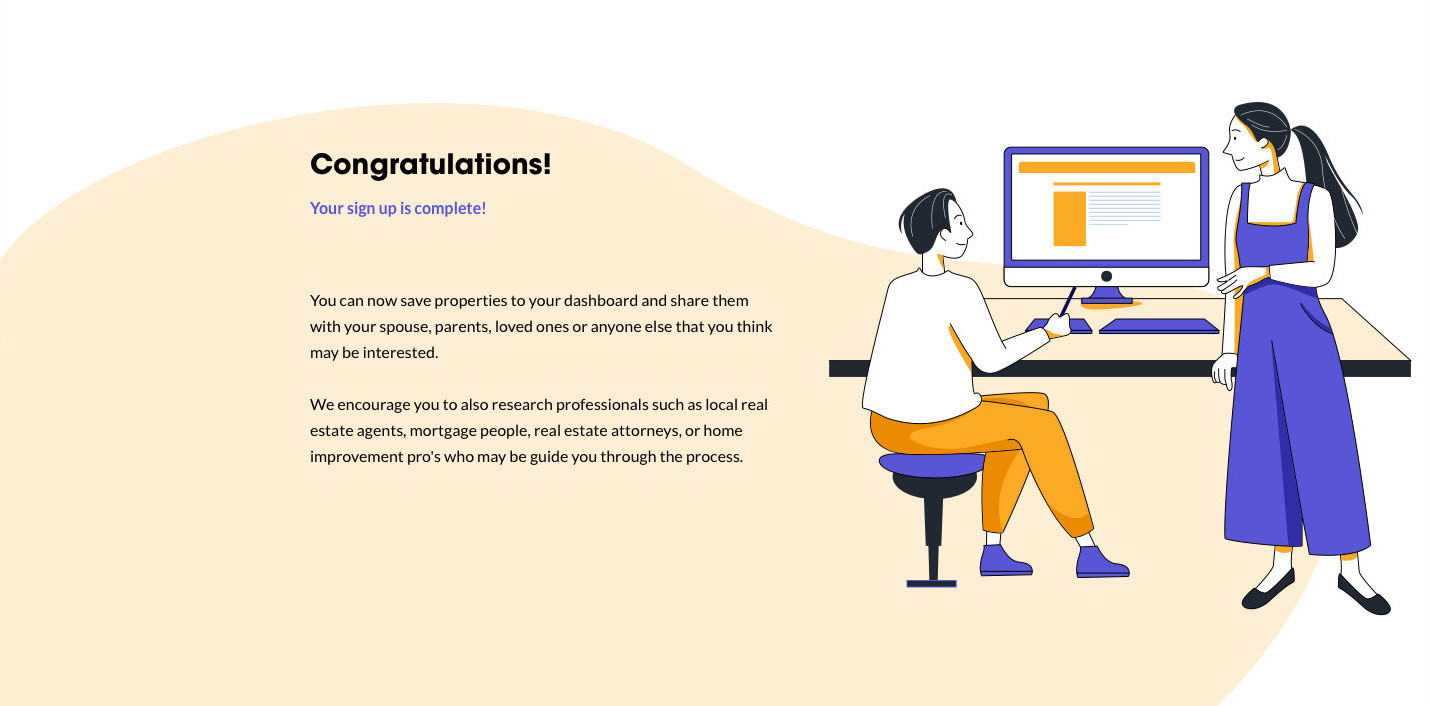 Congratulations!
Your sign up is complete!
You can now save properties to your dashboard and share them
with your spouse, parents, loved ones or anyone else that you think
may be interested.
We encourage you to also research professionals such as local real
estate agents, mortgage people, real estate attorneys, or home
improvement pro's who may be guide you through the process.